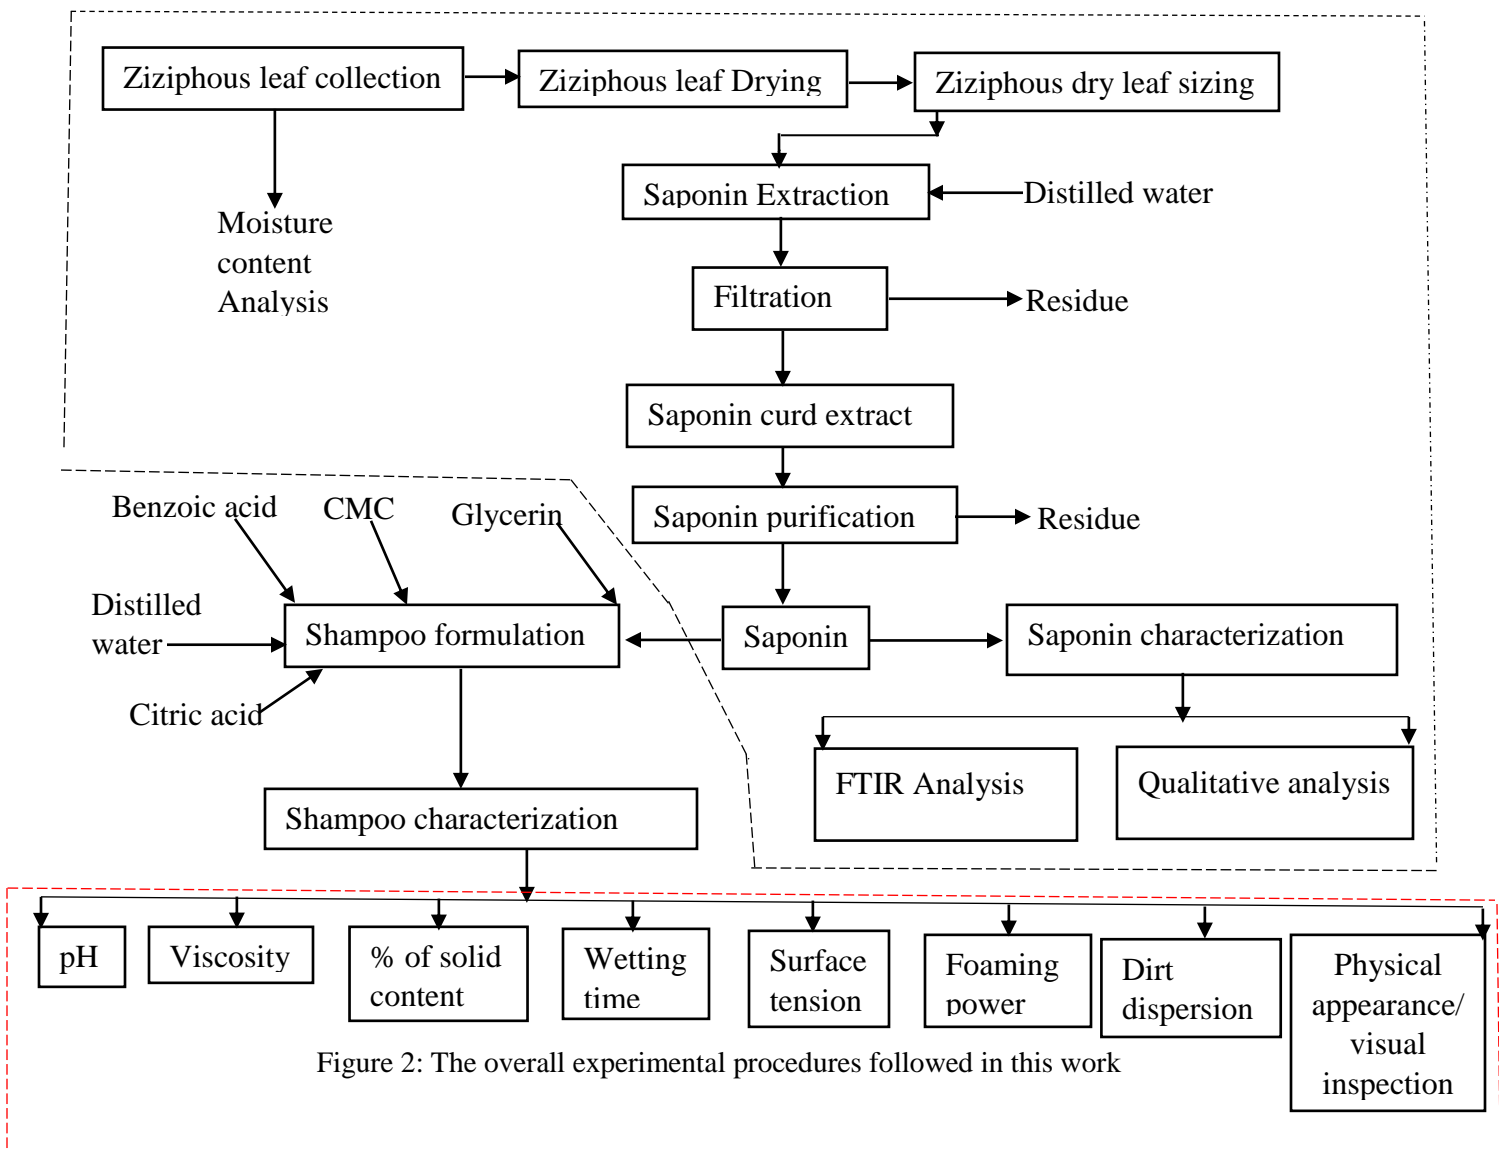 Ziziphous leaf collection
Ziziphous leaf Drying
Ziziphous dry leaf sizing
Saponin Extraction
Distilled water
Moisture
content
Analysis
Filtration
Residue
Saponin curd extract
Saponin purification
Residue
Benzoic acid
CMC
Glycerin
Distilled
water
Shampoo formulation
Saponin
Saponin characterization
Citric acid
FTIR Analysis
Qualitative analysis
Shampoo characterization
pH
Viscosity
% of solid
content
Wetting
time
Surface
tension
Foaming
power
Dirt
dispersion
Physical
appearance/
visual
inspection
Figure 2: The overall experimental procedures followed in this work